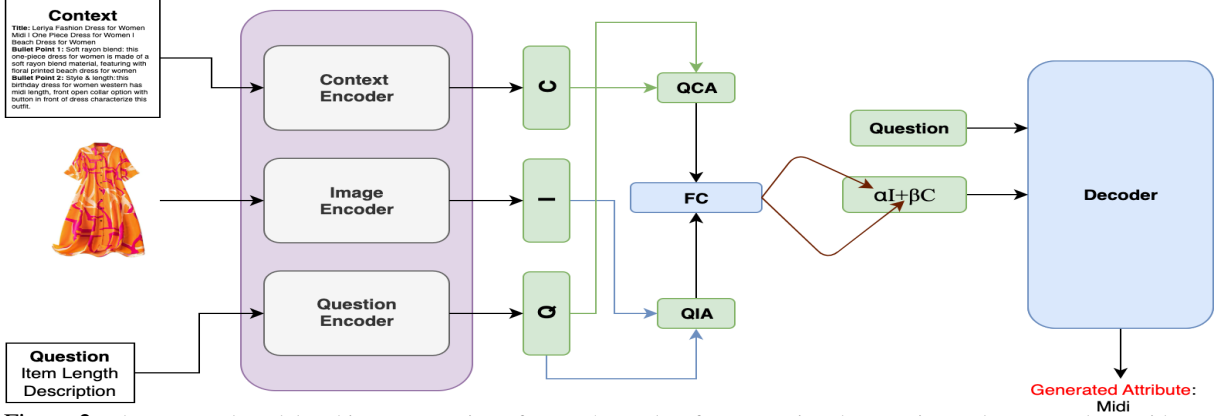 Context
Title: Leriya Fashion Dress for Women
Midi | One Piece Dress for Women |
Beach Dress for Women
Bullet Point 1: Soft rayon blend: this
one-piece dress for women is made of a
soft rayon blend material, featuring with
floral printed beach dress for women
Bullet Point 2: Style & length: this
birthday dress for women western has
midi length, front open collar option with
button in front of dress characterize this
outfit.
Question
Item Length
Description
Context
Encoder
Image
Encoder
Question
Encoder
C
I
Q
QCA
FC
QIA
Question
αI+βC
Decoder
Generated Attribute:
Midi